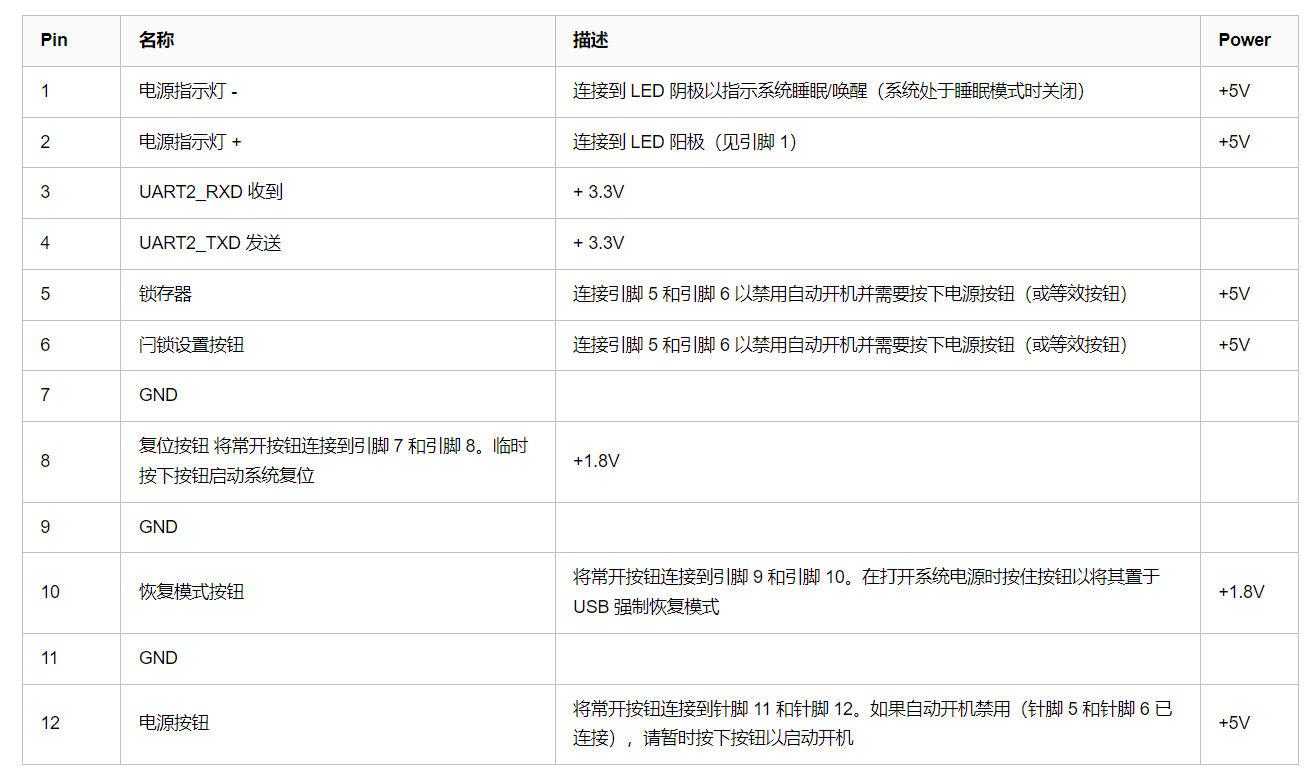 Pin 名称 描述 Power
1 电源指示灯 - 连接到 LED 阴极以指示系统睡眠/唤醒（系统处于睡眠模式时关闭） +5V
2 电源指示灯 + 连接到 LED 阳极（见引脚 1） +5V
3 UART2_RXD 收到 + 3.3V
4 UART2_TXD 发送 + 3.3V
5 锁存器 连接引脚 5 和引脚 6 以禁用自动开机并需要按下电源按钮（或等效按钮） +5V
6 闩锁设置按钮 连接引脚 5 和引脚 6 以禁用自动开机并需要按下电源按钮（或等效按钮） +5V
7 GND
8 复位按钮 将常开按钮连接到引脚 7 和引脚 8。临时
按下按钮启动系统复位 +1.8V
9 GND
10 恢复模式按钮 将常开按钮连接到引脚 9 和引脚 10。在打开系统电源时按住按钮以将其置于
USB 强制恢复模式 +1.8V
11 GND
12 电源按钮 将常开按钮连接到针脚 11 和针脚 12。如果自动开机禁用（针脚 5 和针脚 6 已
连接），请暂时按下按钮以启动开机 +5V